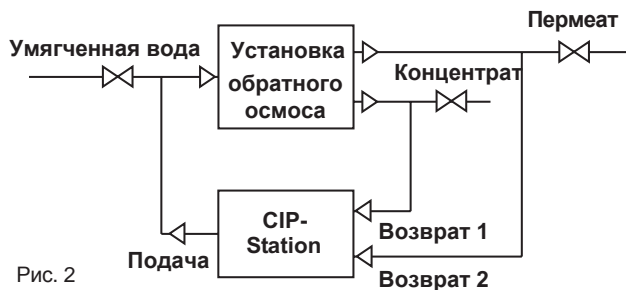 Пермеат
Умягченная вода
Установка
обратного
осмоса
Концентрат
CIP-
Station
Возврат 1
Подача
Возврат 2
Рис. 2